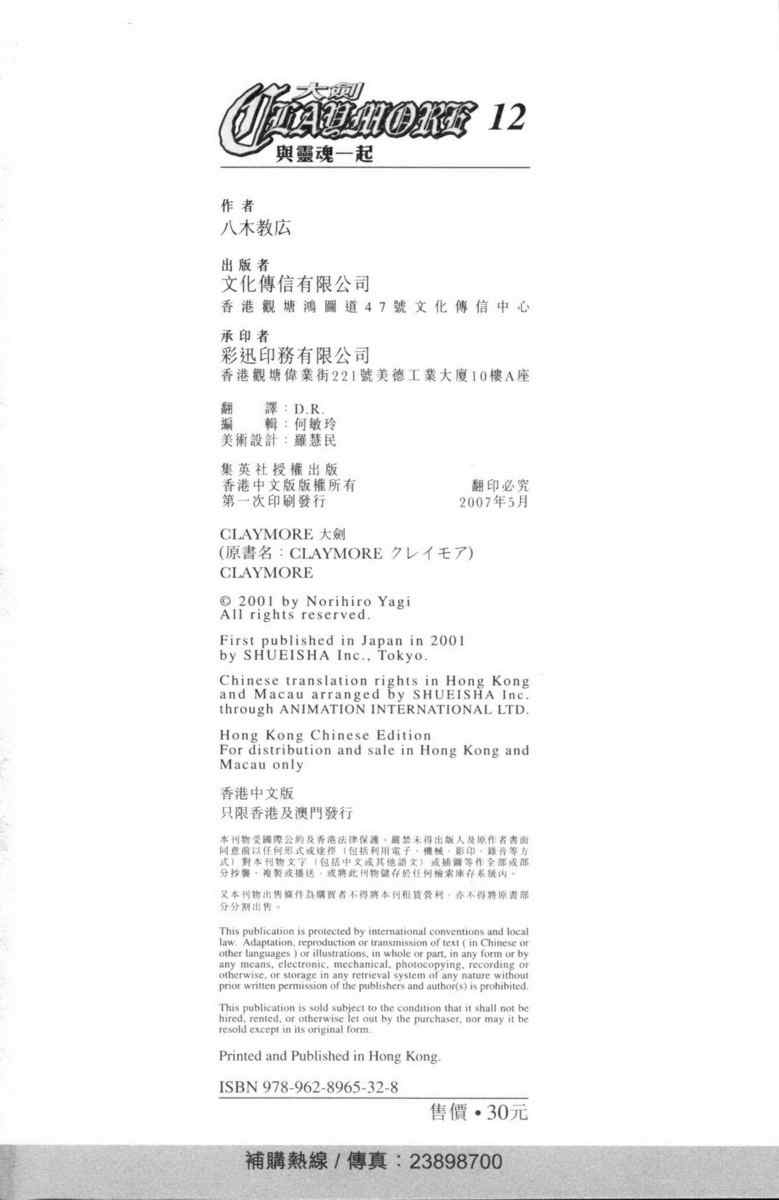 大劍
CLAYMORE 12
與靈魂一起
作者
八木教広
出版者
文化傳信有限公司
香港觀塘鴻圖道47號文化傳信中心
承印者
彩迅印務有限公司
香港觀塘偉業街221號美德工業大廈10樓A座
翻　譯：D.R.
編　輯：何敏玲
美術設計：羅慧民
集英社授權出版
香港中文版版權所有 翻印必究
第一次印刷發行 2007年5月
CLAYMORE 大劍
(原書名：CLAYMORE クレイモア)
CLAYMORE
© 2001 by Norihiro Yagi
All rights reserved.
First published in Japan in 2001
by SHUEISHA Inc., Tokyo.
Chinese translation rights in Hong Kong
and Macau arranged by SHUEISHA Inc.
through ANIMATION INTERNATIONAL LTD.
Hong Kong Chinese Edition
For distribution and sale in Hong Kong and
Macau only
香港中文版
只限香港及澳門發行
本刊物受國際公約及香港法律保護。嚴禁未得出版人及原作者書面
同意前以任何形式或途徑（包括利用電子、機械、影印、錄音等方
式）對本刊物文字（包括中文或其他語文）或插圖等作全部或部
分抄襲、複製或播送，或將此刊物儲存於任何檢索庫存系統內。
又本刊物出售條件為購買者不得將本刊租賃營利，亦不得將原書部
分分割出售。
This publication is protected by international conventions and local
law. Adaptation, reproduction or transmission of text ( in Chinese or
other languages ) or illustrations, in whole or part, in any form or by
any means, electronic, mechanical, photocopying, recording or
otherwise, or storage in any retrieval system of any nature without
prior written permission of the publishers and author(s) is prohibited.
This publication is sold subject to the condition that it shall not be
hired, rented, or otherwise let out by the purchaser, nor may it be
resold except in its original form.
Printed and Published in Hong Kong.
ISBN 978-962-8965-32-8
售價•30元
補購熱線 / 傳真：23898700